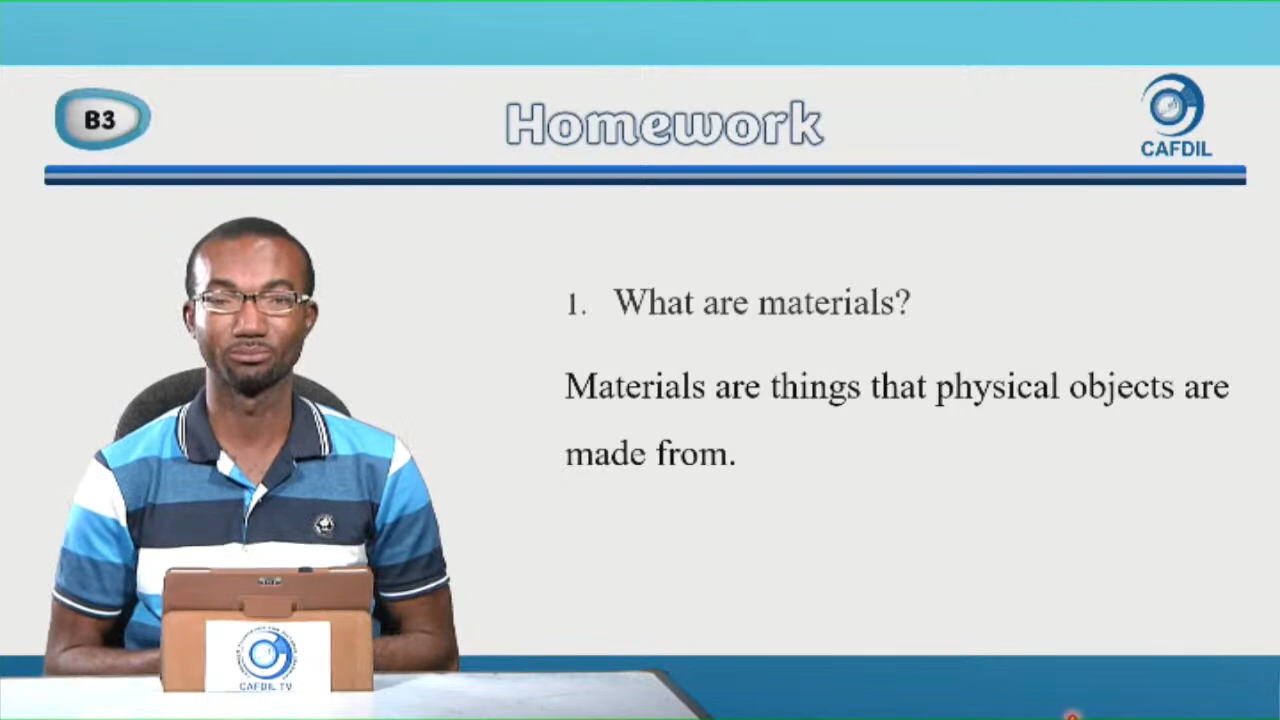 B3
Homework
CAFDIL
1. What are materials?
Materials are things that physical objects are
made from.
CAFDIL TV